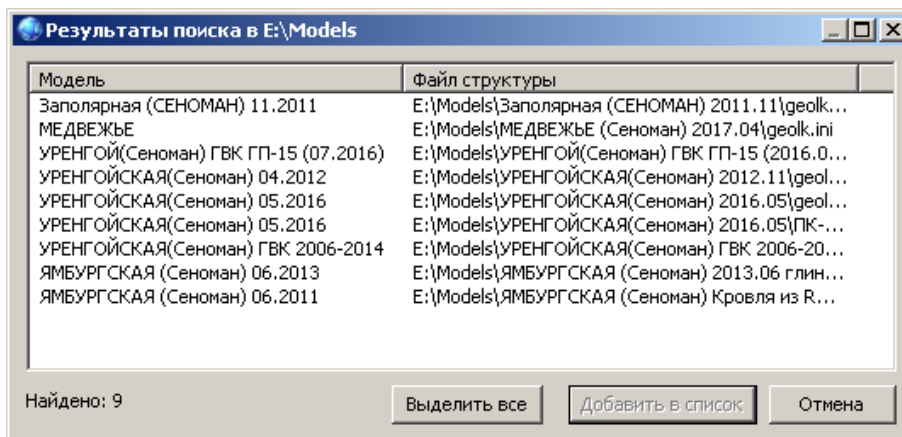 Результаты поиска в E:\Models
Модель Файл структуры
Заполярная (СЕНОМАН) 11.2011 E:\Models\Заполярная (СЕНОМАН) 2011.11\geolk...
МЕДВЕЖЬЕ E:\Models\МЕДВЕЖЬЕ (Сеноман) 2017.04\geolk.ini
УРЕНГОЙ(Сеноман) ГВК ГП-15 (07.2016) E:\Models\УРЕНГОЙ(Сеноман) ГВК ГП-15 (2016.0...
УРЕНГОЙСКАЯ(Сеноман) 04.2012 E:\Models\УРЕНГОЙСКАЯ(Сеноман) 2012.11\geol...
УРЕНГОЙСКАЯ(Сеноман) 05.2016 E:\Models\УРЕНГОЙСКАЯ(Сеноман) 2016.05\geol...
УРЕНГОЙСКАЯ(Сеноман) 05.2016 E:\Models\УРЕНГОЙСКАЯ(Сеноман) 2016.05\ПК-...
УРЕНГОЙСКАЯ(Сеноман) ГВК 2006-2014 E:\Models\УРЕНГОЙСКАЯ(Сеноман) ГВК 2006-20...
ЯМБУРГСКАЯ (Сеноман) 06.2013 E:\Models\ЯМБУРГСКАЯ (Сеноман) 2013.06 глин...
ЯМБУРГСКАЯ (Сеноман) 06.2011 E:\Models\ЯМБУРГСКАЯ (Сеноман) Кровля из R...
Найдено: 9 Выделить все Добавить в список Отмена